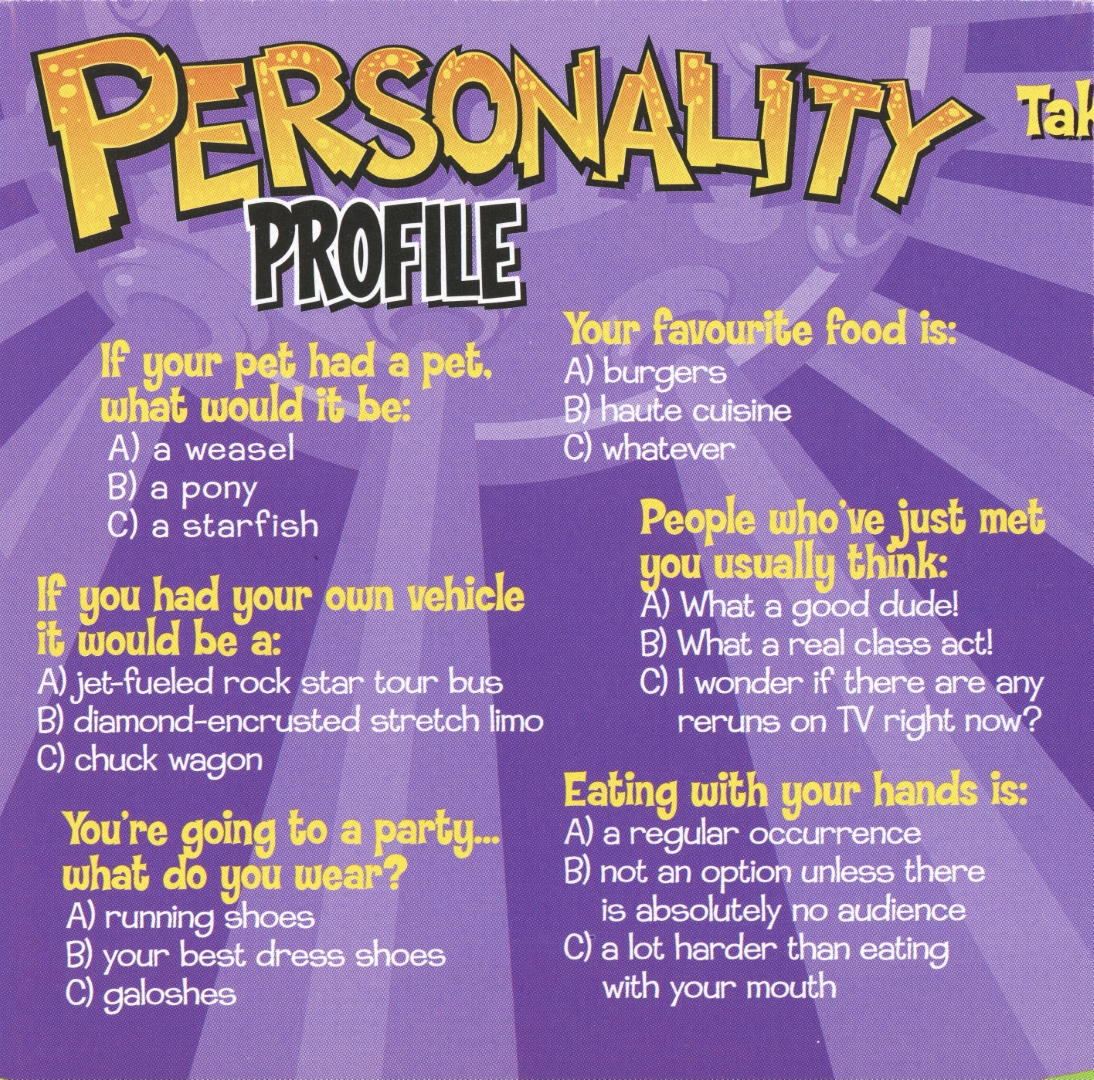 PERSONALITY
PROFILE
Tak
If your pet had a pet,
what would it be:
A) a weasel
B) a pony
C) a starfish
If you had your own vehicle
it would be a:
A) jet-fueled rock star tour bus
B) diamond-encrusted stretch limo
C) chuck wagon
You're going to a party...
what do you wear?
A) running shoes
B) your best dress shoes
C) galoshes
Your favourite food is:
A) burgers
B) haute cuisine
C) whatever
People who've just met
you usually think:
A) What a good dude!
B) What a real class act!
C) I wonder if there are any
reruns on TV right now?
Eating with your hands is:
A) a regular occurrence
B) not an option unless there
is absolutely no audience
C) a lot harder than eating
with your mouth